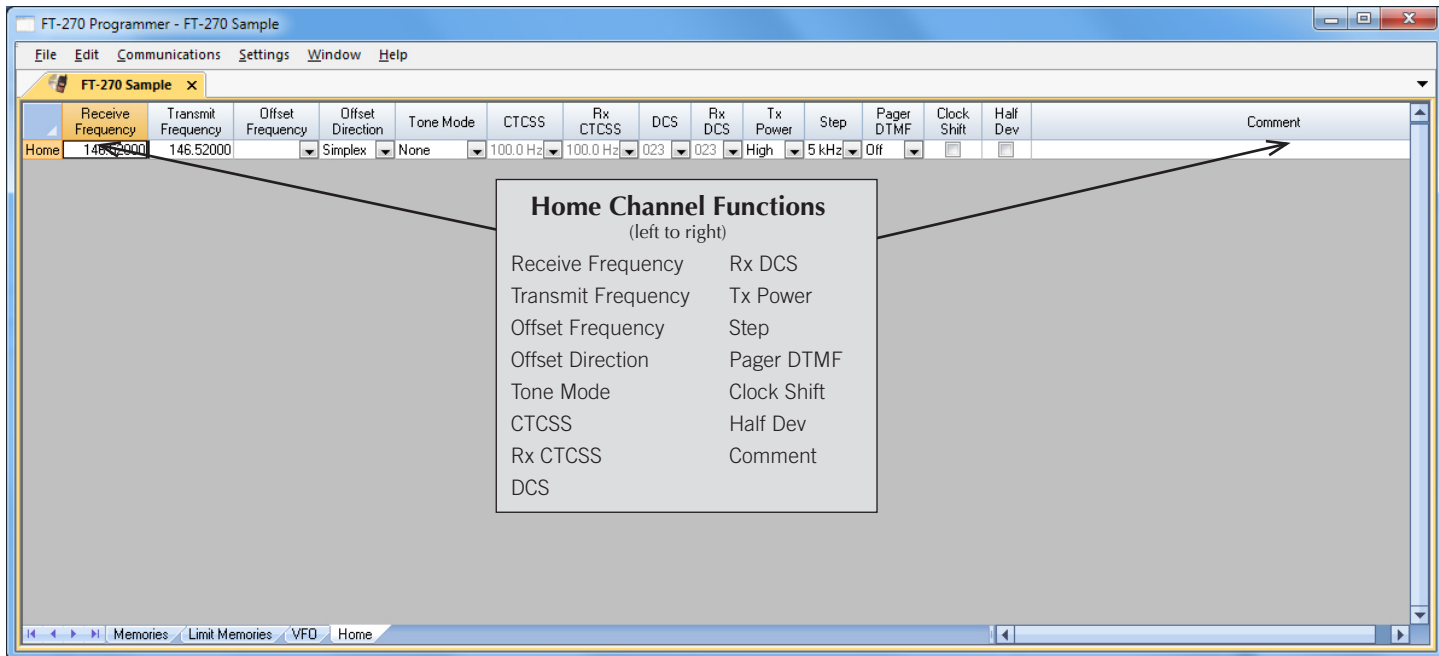 FT-270 Programmer - FT-270 Sample
File Edit Communications Settings Window Help
FT-270 Sample X
Receive Frequency Transmit Frequency Offset Frequency Offset Direction Tone Mode CTCSS Rx CTCSS DCS Rx DCS Tx Power Step Pager DTMF Clock Shift Half Dev Comment
Home 146.52000 146.52000 Simplex None 100.0 Hz 100.0 Hz 023 023 High 5 kHz Off
Home Channel Functions
(left to right)
Receive Frequency
Transmit Frequency
Offset Frequency
Offset Direction
Tone Mode
CTCSS
Rx CTCSS
DCS
Rx DCS
Tx Power
Step
Pager DTMF
Clock Shift
Half Dev
Comment
Memories Limit Memories VFO Home